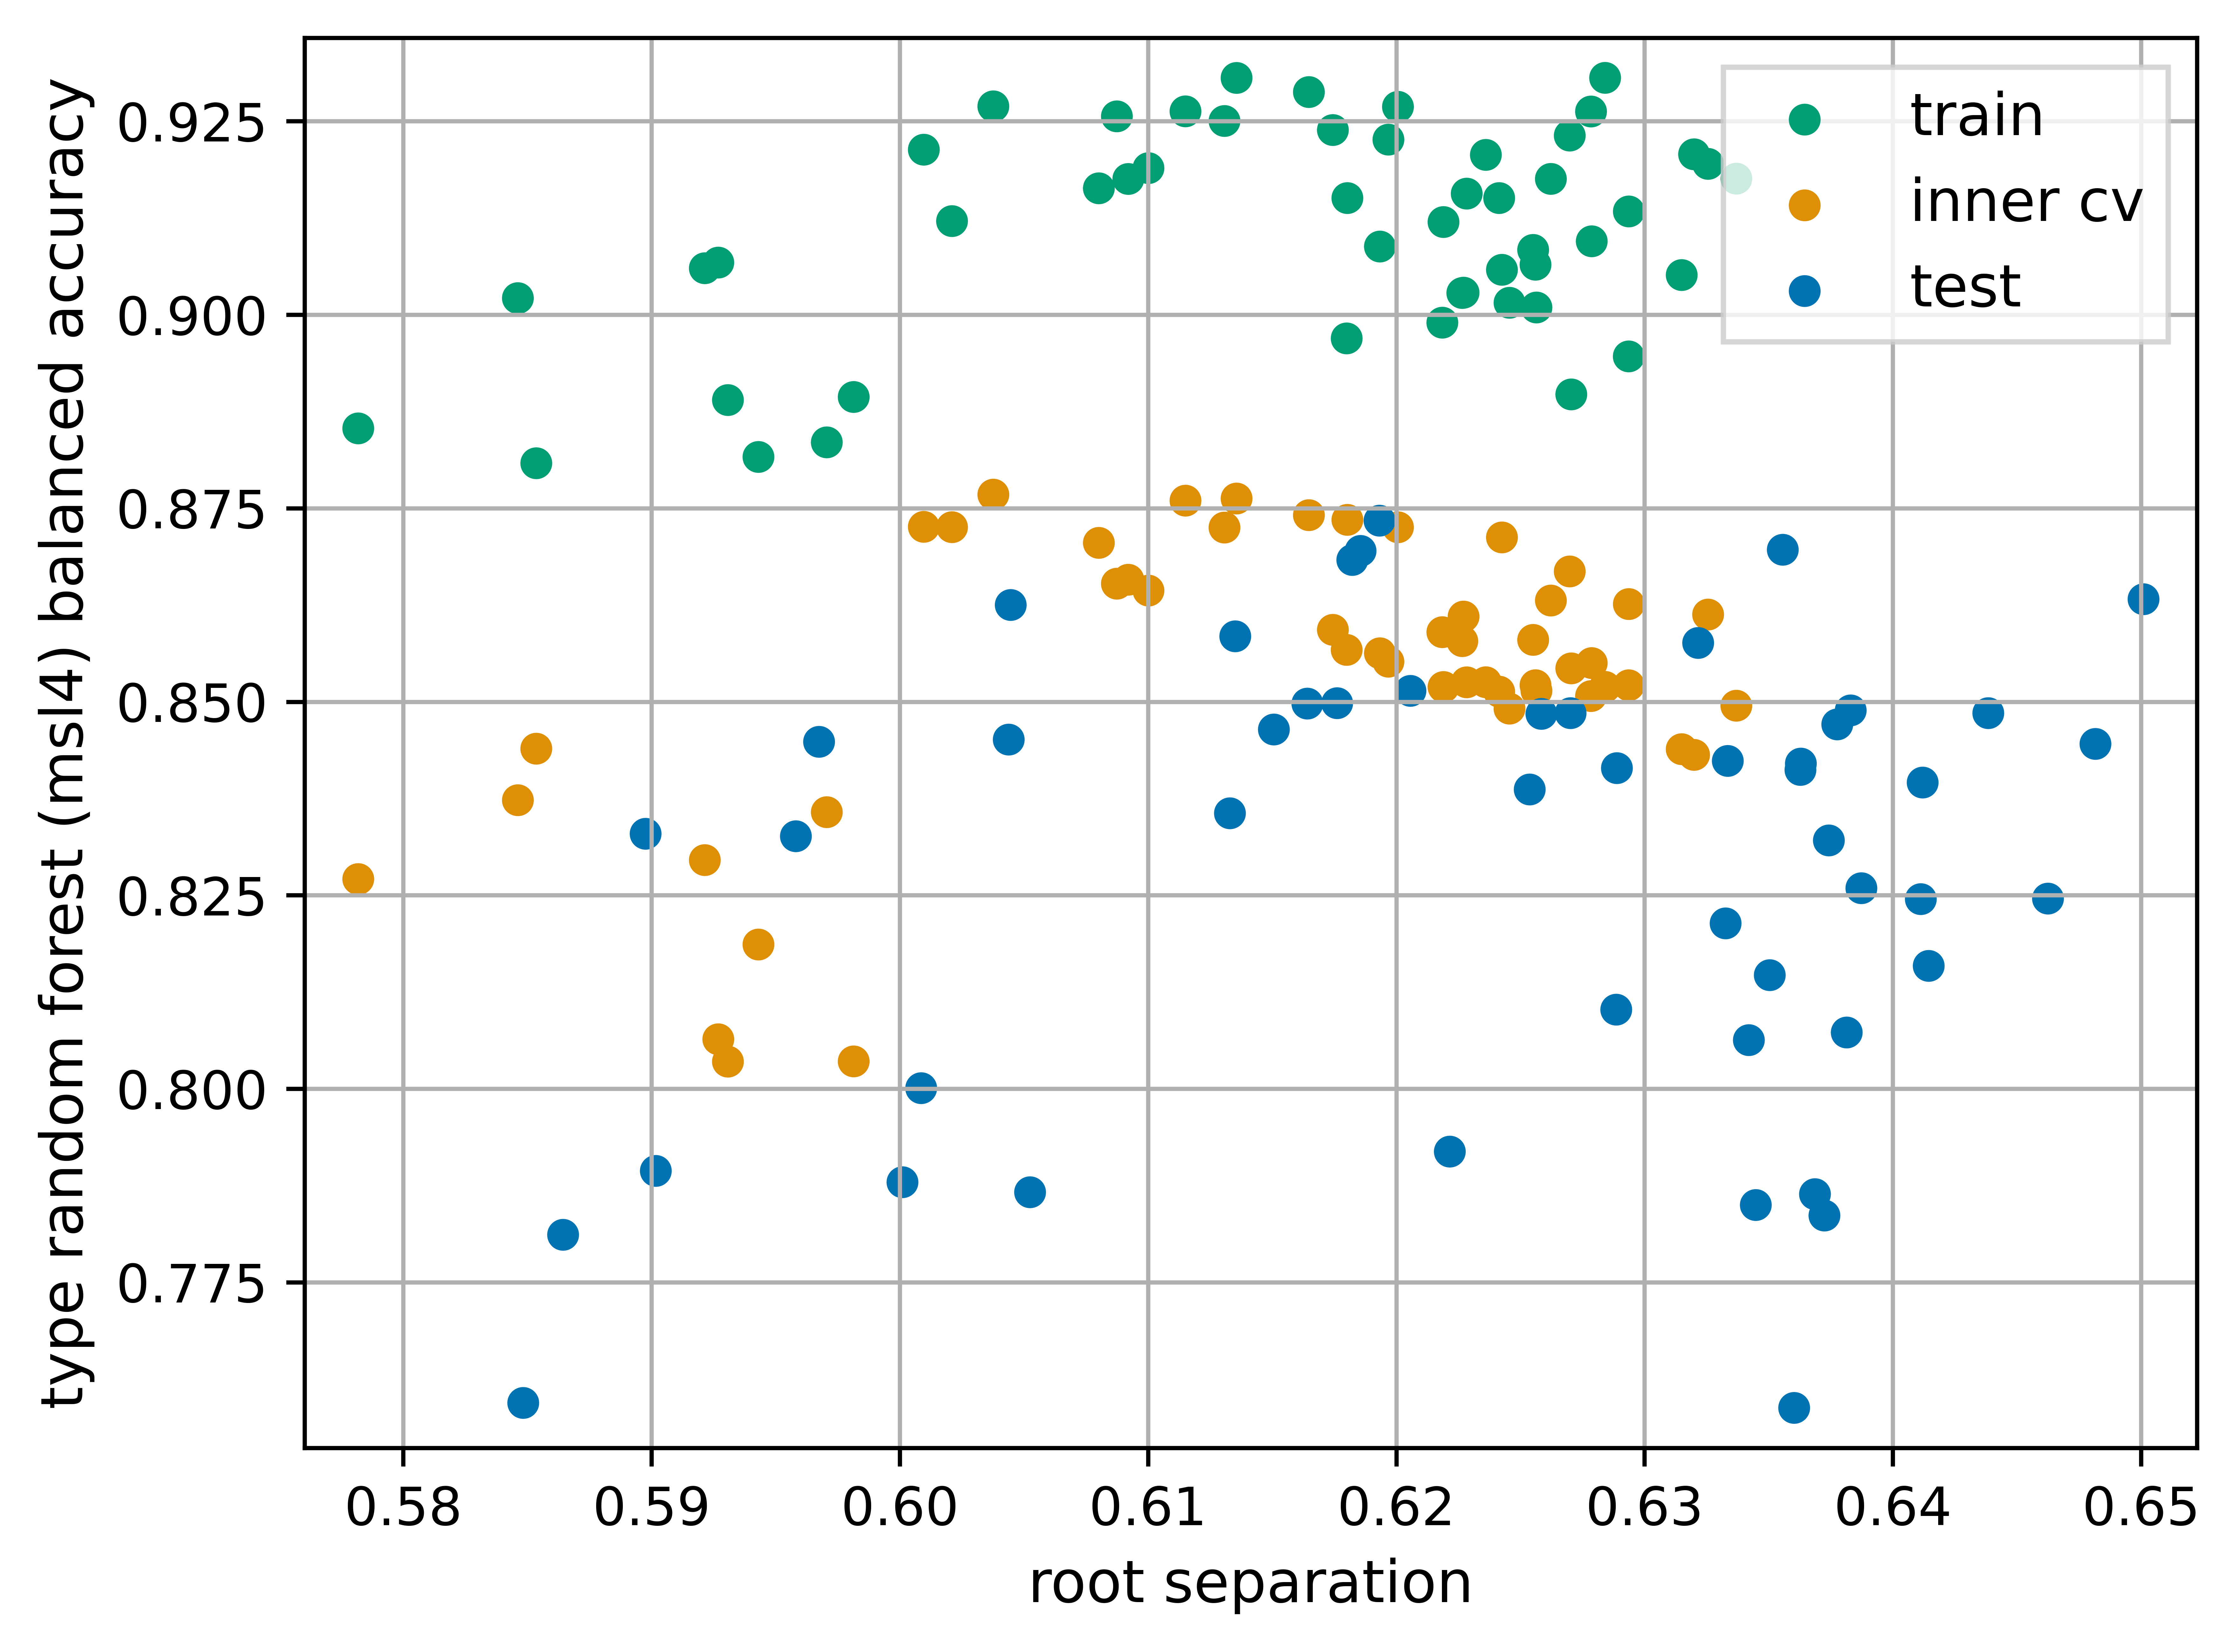 type random forest (msl4) balanced accuracy
0.925
0.900
0.875
0.850
0.825
0.800
0.775
train
inner cv
test
0.58 0.59 0.60 0.61 0.62 0.63 0.64 0.65
root separation